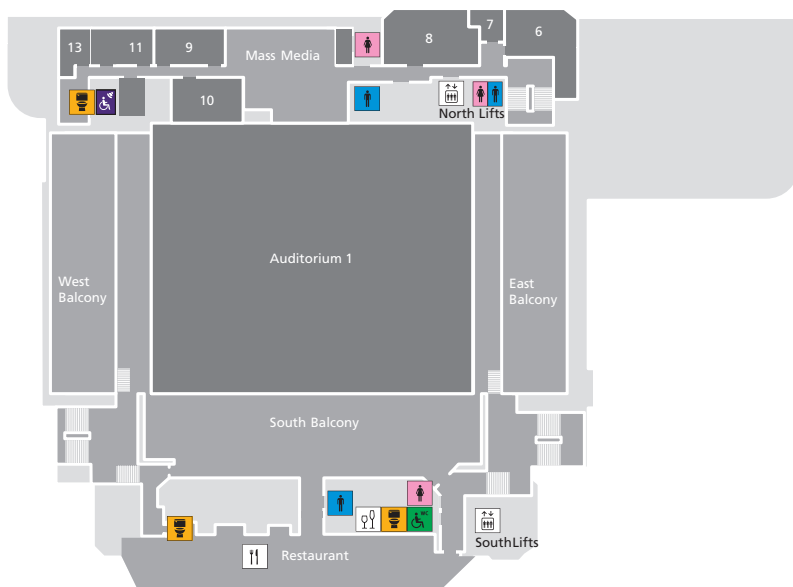 7
6
8
13
11
9
Mass Media
10
North Lifts
Auditorium 1
West
Balcony
East
Balcony
South Balcony
WC
SouthLifts
Restaurant